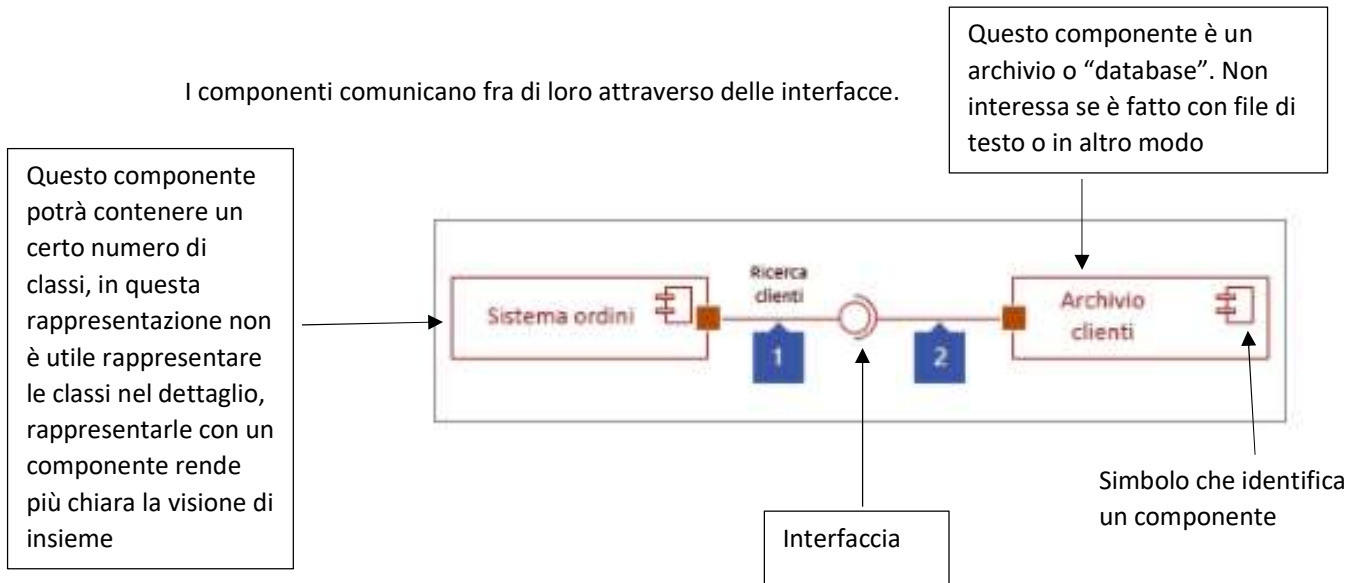 Questo componente è un
archivio o “database”. Non
interessa se è fatto con file di
testo o in altro modo
I componenti comunicano fra di loro attraverso delle interfacce.
Questo componente
potrà contenere un
certo numero di
classi, in questa
rappresentazione non
è utile rappresentare
le classi nel dettaglio,
rappresentarle con un
componente rende
più chiara la visione di
insieme
Sistema ordini
Ricerca
clienti
1
2
Archivio
clienti
Simbolo che identifica
un componente
Interfaccia